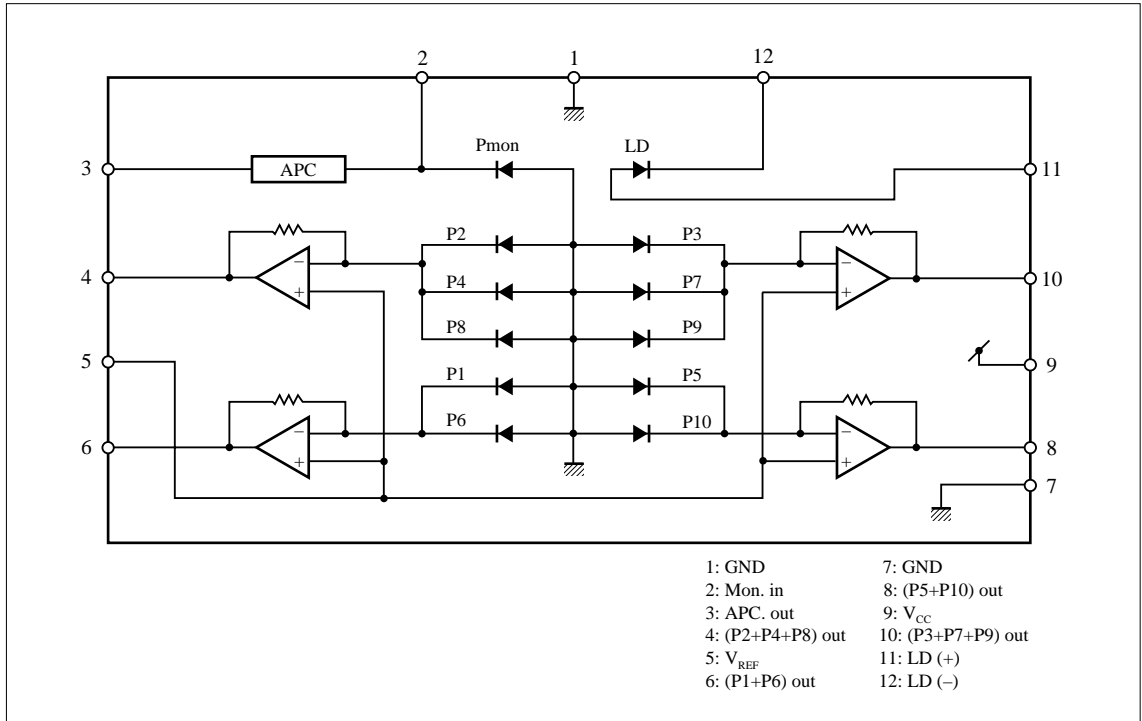 2
1
12
Pmon
LD
3
APC
11
P2
P3
−
−
4
P4
P7
10
+
+
P8
P9
5
9
P1
P5
−
−
6
P6
P10
8
+
+
7
1: GND
2: Mon. in
3: APC. out
4: (P2+P4+P8) out
5: VREF
6: (P1+P6) out
7: GND
8: (P5+P10) out
9: VCC
10: (P3+P7+P9) out
11: LD (+)
12: LD (–)